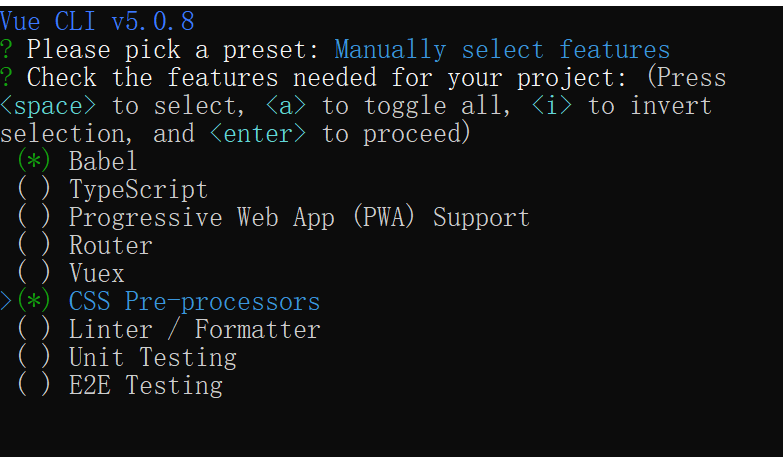 Vue CLI v5.0.8
? Please pick a preset: Manually select features
? Check the features needed for your project: (Press
<space> to select, <a> to toggle all, <i> to invert
selection, and <enter> to proceed)
(*) Babel
( ) TypeScript
( ) Progressive Web App (PWA) Support
( ) Router
( ) Vuex
>(*) CSS Pre-processors
( ) Linter / Formatter
( ) Unit Testing
( ) E2E Testing